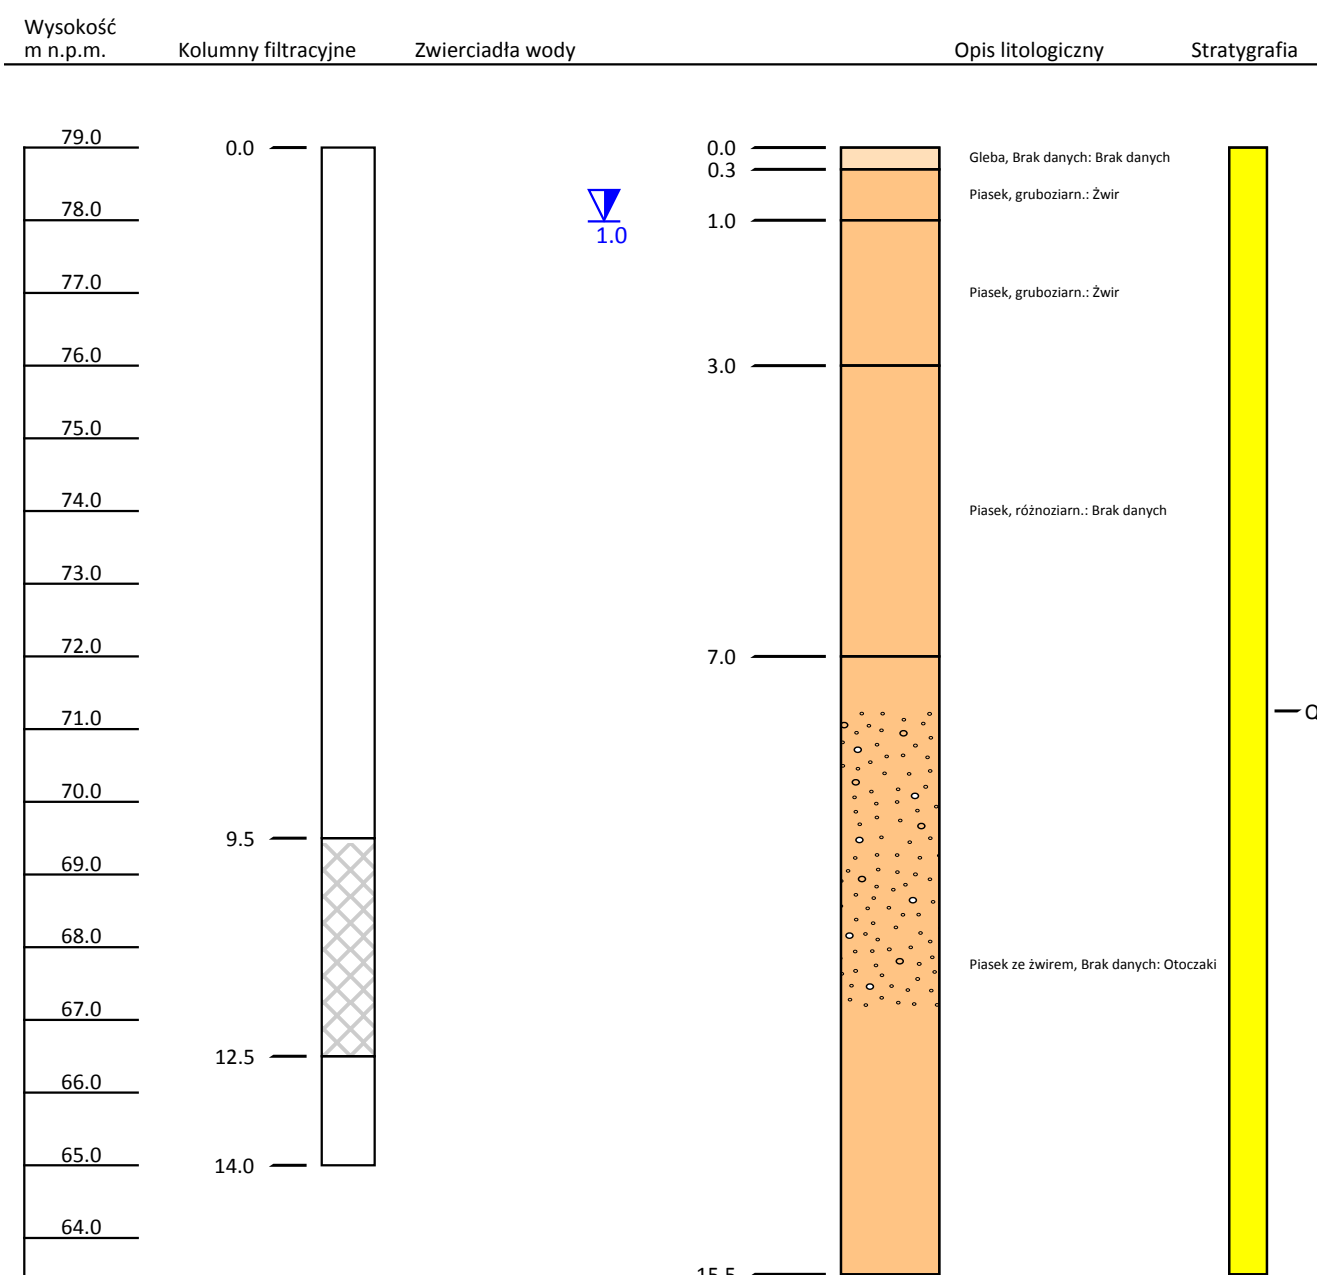 Wysokość
m n.p.m.
Kolumny filtracyjne
Zwierciadła wody
Opis litologiczny
Stratygrafia
79.0
0.0
0.0
Gleba, Brak danych: Brak danych
0.3
Piasek, gruboziarn.: Żwir
78.0
1.0
1.0
77.0
Piasek, gruboziarn.: Żwir
76.0
3.0
75.0
74.0
Piasek, różnoziarn.: Brak danych
73.0
72.0
7.0
71.0
Q
70.0
9.5
69.0
68.0
Piasek ze żwirem, Brak danych: Otoczaki
67.0
12.5
66.0
65.0
14.0
64.0
15.5